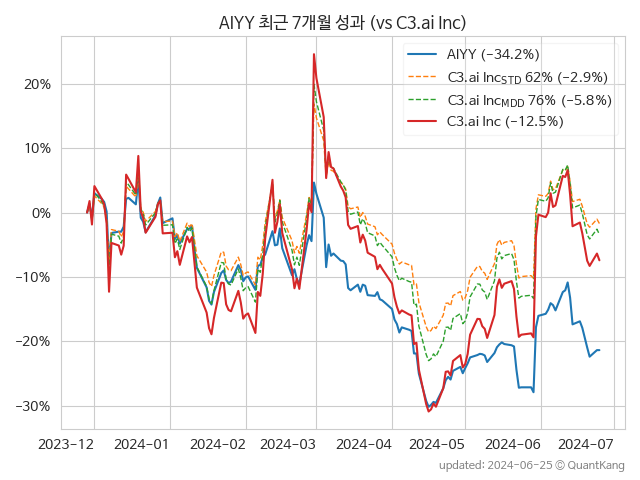 AIYY 최근 7개월 성과 (vs C3.ai Inc)
AIYY (−34.2%)
C3.ai Inc_STD 62% (−2.9%)
C3.ai Inc_MDD 76% (−5.8%)
C3.ai Inc (−12.5%)
20%
10%
0%
−10%
−20%
−30%
2023-12 2024-01 2024-02 2024-03 2024-04 2024-05 2024-06 2024-07
updated: 2024-06-25 © QuantKang